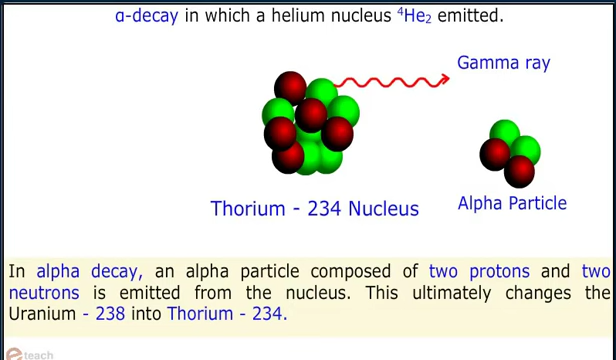 α-decay in which a helium nucleus ⁴He₂ emitted.
Gamma ray
Thorium - 234 Nucleus
Alpha Particle
In alpha decay, an alpha particle composed of two protons and two
neutrons is emitted from the nucleus. This ultimately changes the
Uranium - 238 into Thorium - 234.
e teach